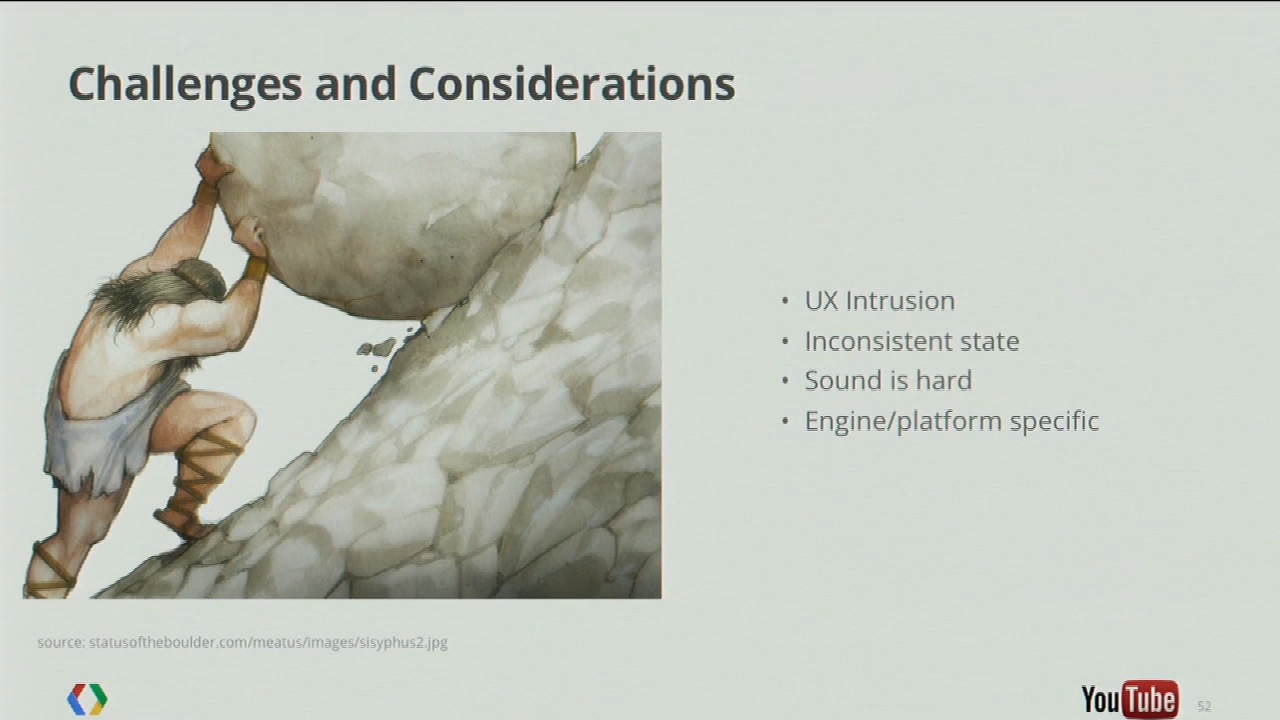 Challenges and Considerations
• UX Intrusion
• Inconsistent state
• Sound is hard
• Engine/platform specific
source: statusoftheboulder.com/meatus/images/sisyphus2.jpg
YouTube
52